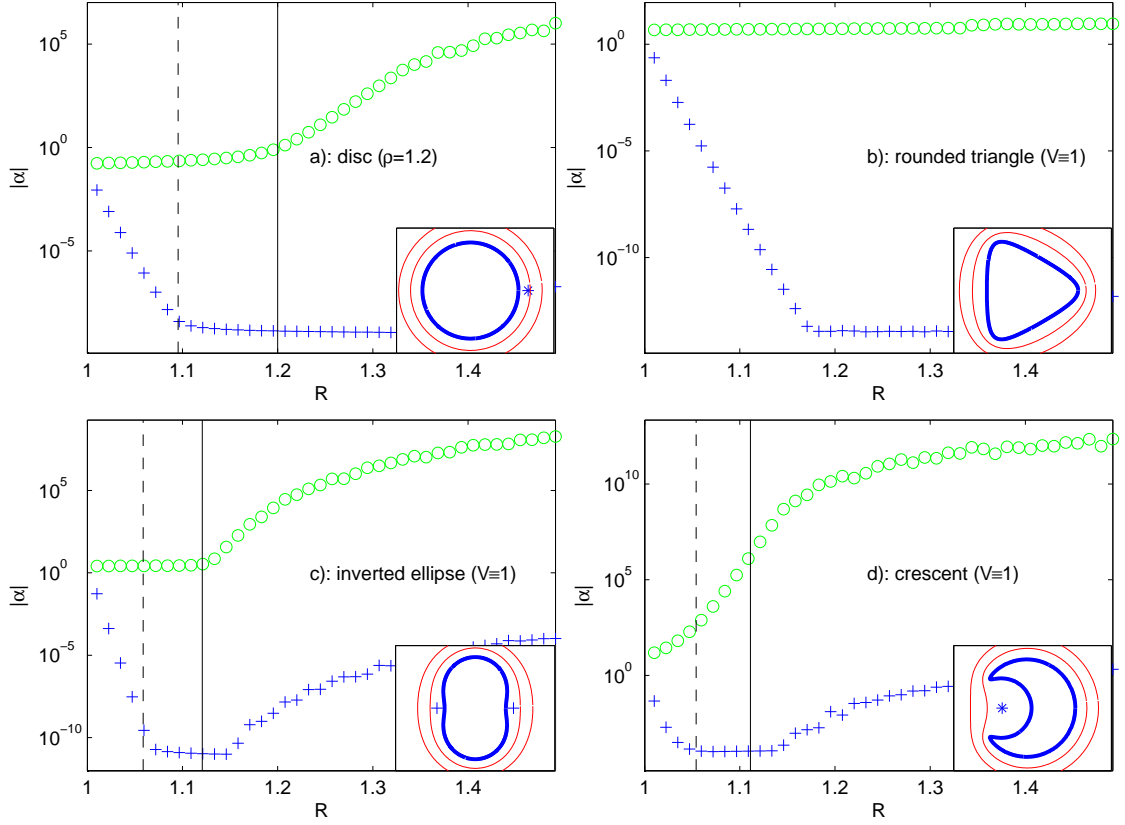 10^5
10^0
10^-5
|α|
a): disc (ρ=1.2)
1
1.1
1.2
1.3
1.4
R
10^0
10^-5
10^-10
|α|
b): rounded triangle (V≡1)
1
1.1
1.2
1.3
1.4
R
10^5
10^0
10^-5
10^-10
|α|
c): inverted ellipse (V≡1)
1
1.1
1.2
1.3
1.4
R
10^10
10^5
10^0
|α|
d): crescent (V≡1)
1
1.1
1.2
1.3
1.4
R